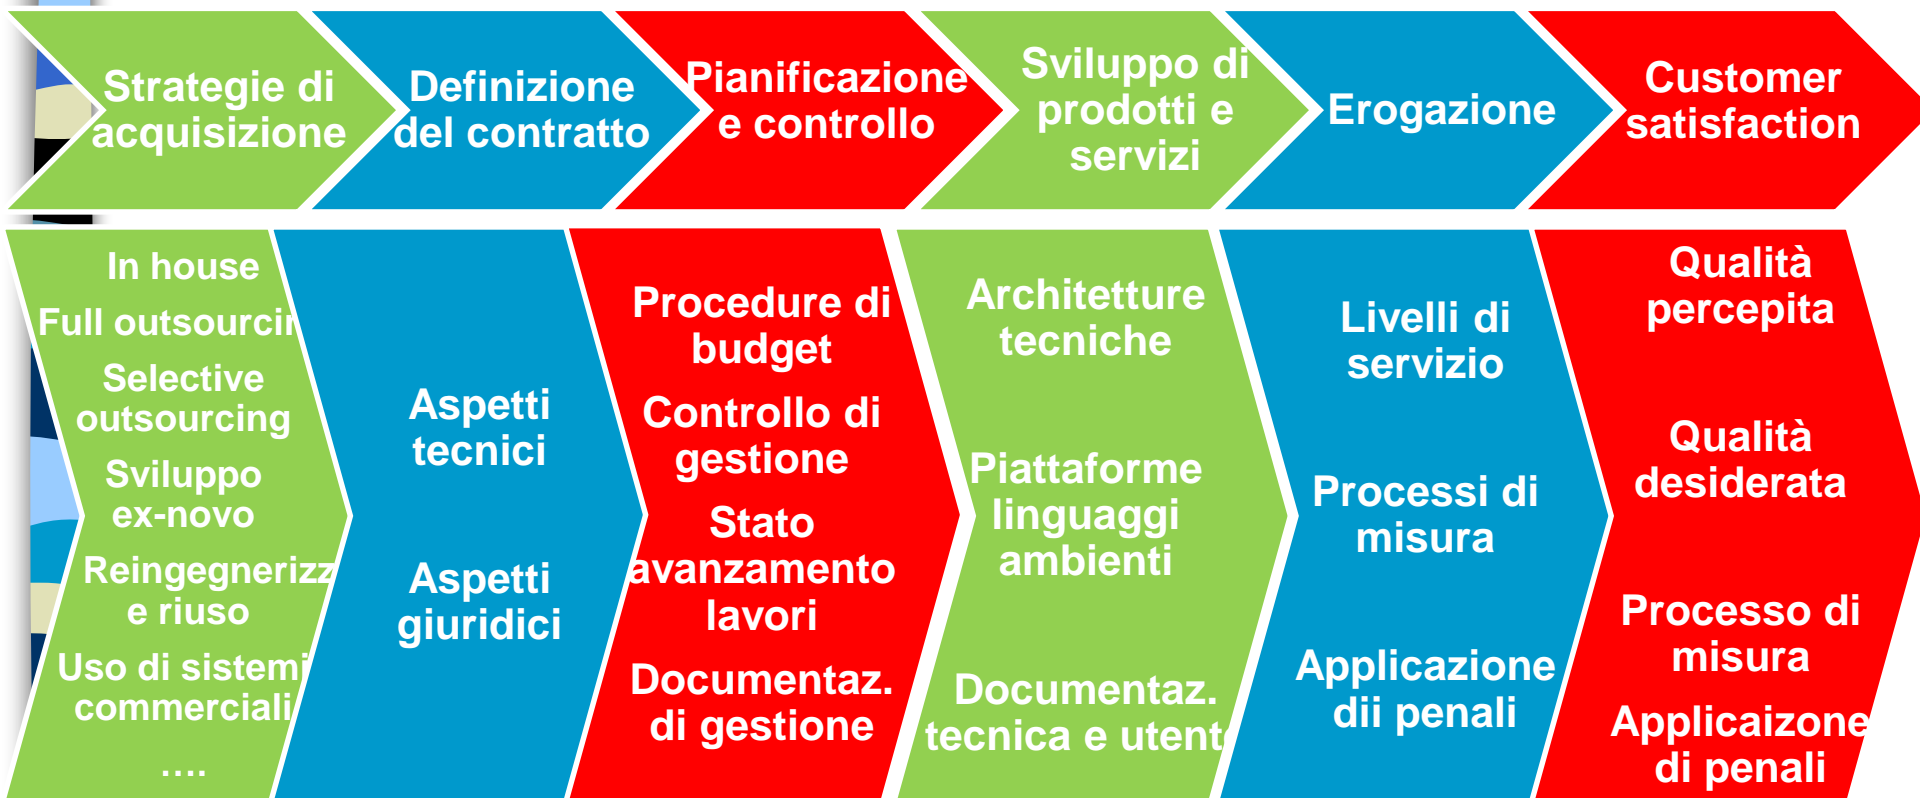 Strategie di
acquisizione
Definizione
del contratto
Pianificazione
e controllo
Sviluppo di
prodotti e
servizi
Erogazione
Customer
satisfaction
In house
Full outsourcin
Selective
outsourcing
Sviluppo
ex-novo
Reingegnerizz
e riuso
Uso di sistemi
commerciali
....
Aspetti
tecnici
Aspetti
giuridici
Procedure di
budget
Controllo di
gestione
Stato
avanzamento
lavori
Documentaz.
di gestione
Architetture
tecniche
Piattaforme
linguaggi
ambienti
Documentaz.
tecnica e utente
Livelli di
servizio
Processi di
misura
Applicazione
dii penali
Qualità
percepita
Qualità
desiderata
Processo di
misura
Applicaizone
di penali